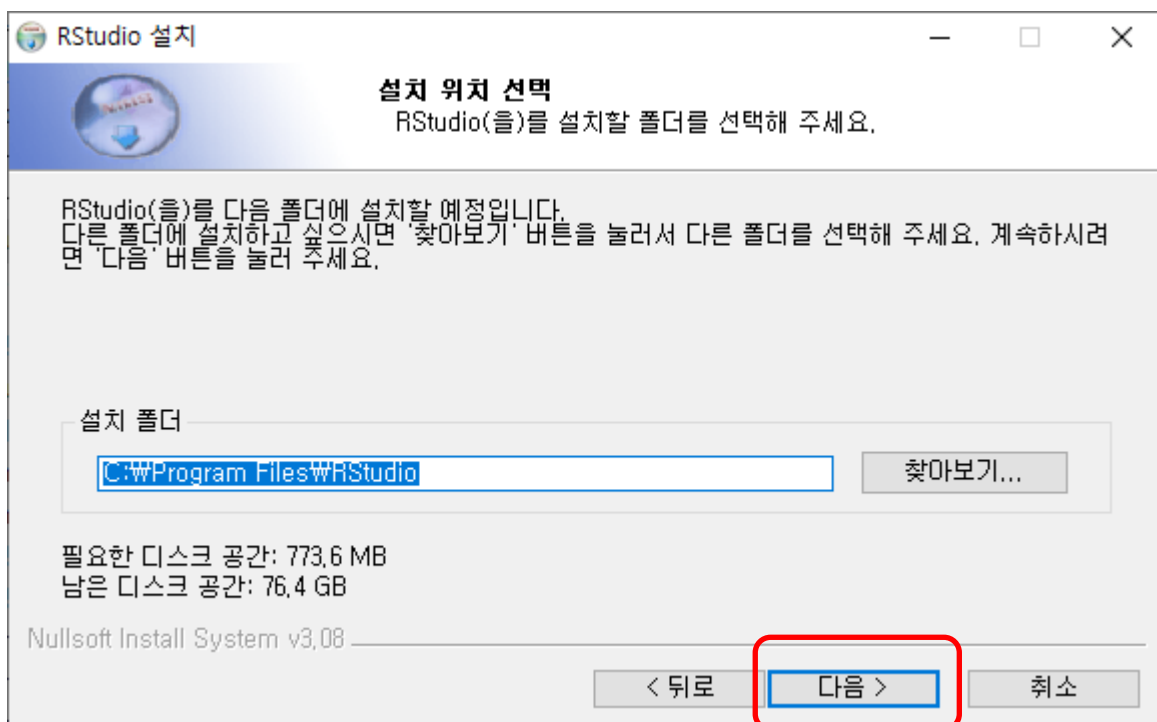 RStudio 설치
설치 위치 선택
RStudio(을)를 설치할 폴더를 선택해 주세요.
RStudio(을)를 다음 폴더에 설치할 예정입니다.
다른 폴더에 설치하고 싶으시면 '찾아보기' 버튼을 눌러서 다른 폴더를 선택해 주세요. 계속하시려
면 '다음' 버튼을 눌러 주세요.
설치 폴더
C:₩Program Files₩RStudio
찾아보기...
필요한 디스크 공간: 773.6 MB
남은 디스크 공간: 76.4 GB
Nullsoft Install System v3.08
< 뒤로
다음 >
취소